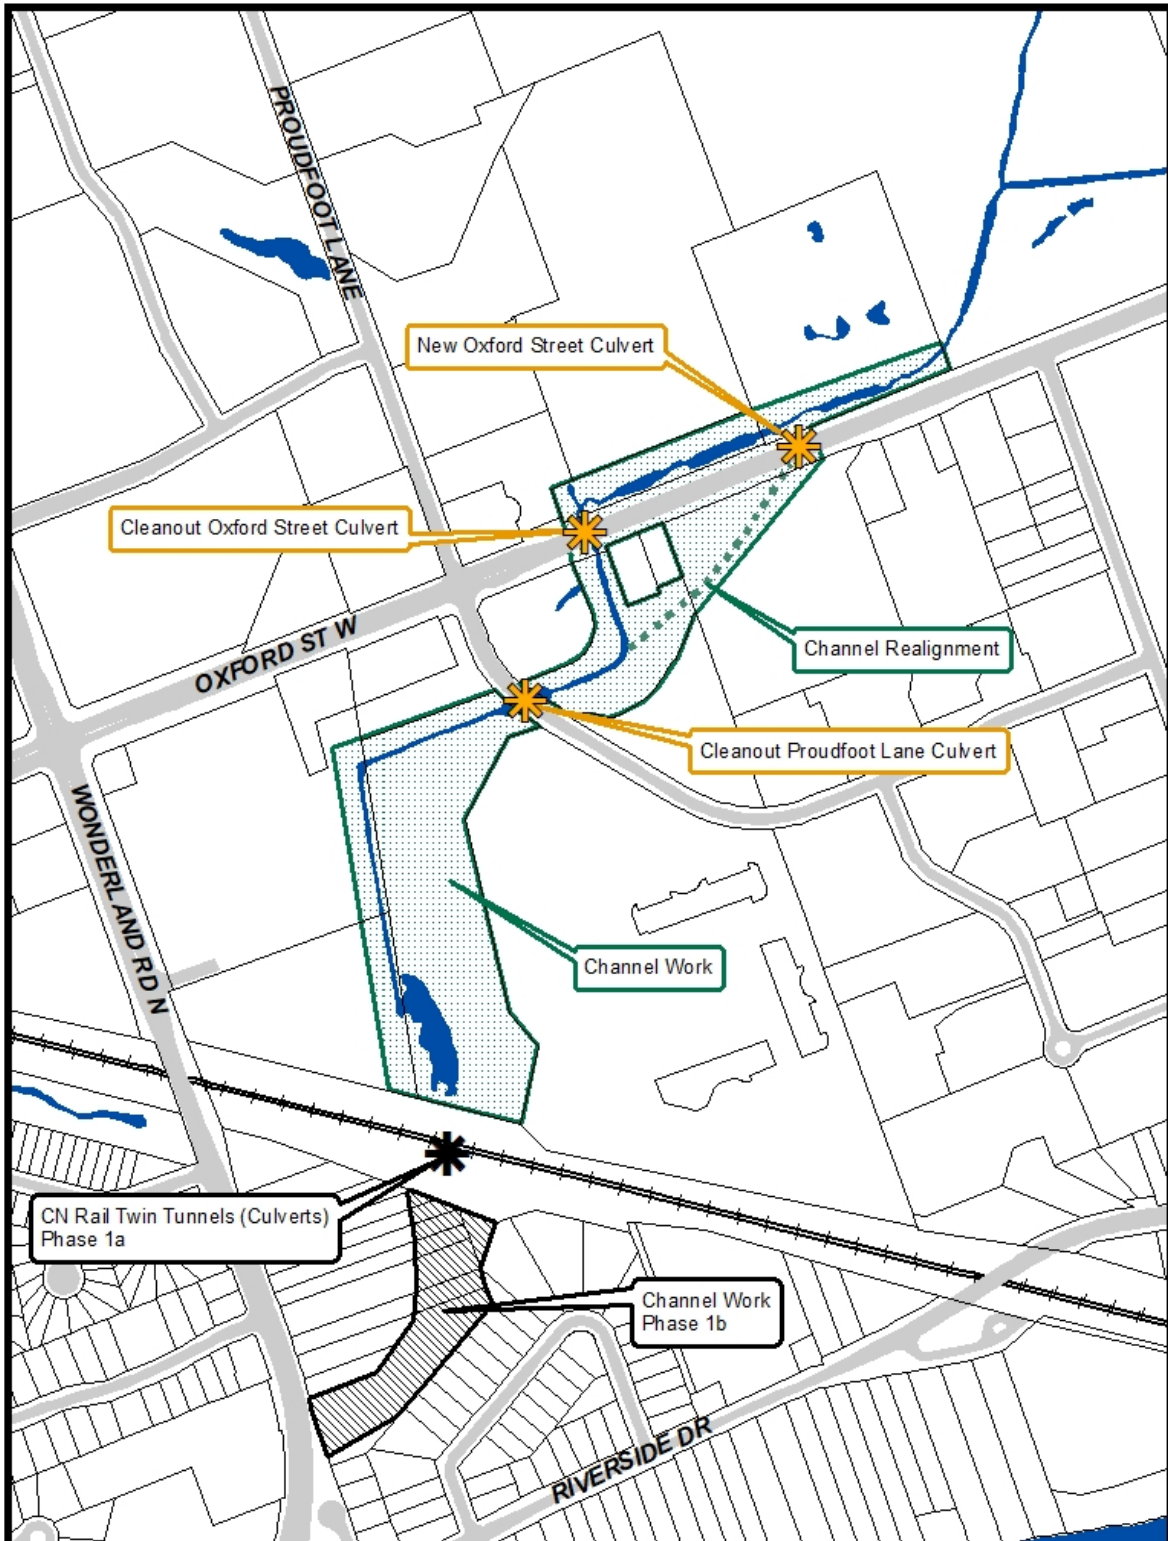 PROUDFOOT LANE
New Oxford Street Culvert
Cleanout Oxford Street Culvert
OXFORD ST W
Channel Realignment
Cleanout Proudfoot Lane Culvert
WONDERLAND RD N
Channel Work
CN Rail Twin Tunnels (Culverts)
Phase 1a
Channel Work
Phase 1b
RIVERSIDE DR